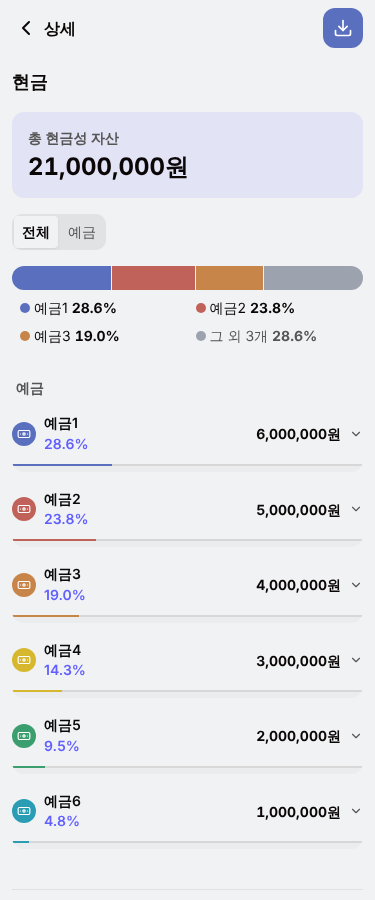 상세
현금
총 현금성 자산
21,000,000원
전체 예금
예금1 28.6% 예금2 23.8%
예금3 19.0% 그 외 3개 28.6%
예금
예금1
28.6%
6,000,000원
예금2
23.8%
5,000,000원
예금3
19.0%
4,000,000원
예금4
14.3%
3,000,000원
예금5
9.5%
2,000,000원
예금6
4.8%
1,000,000원